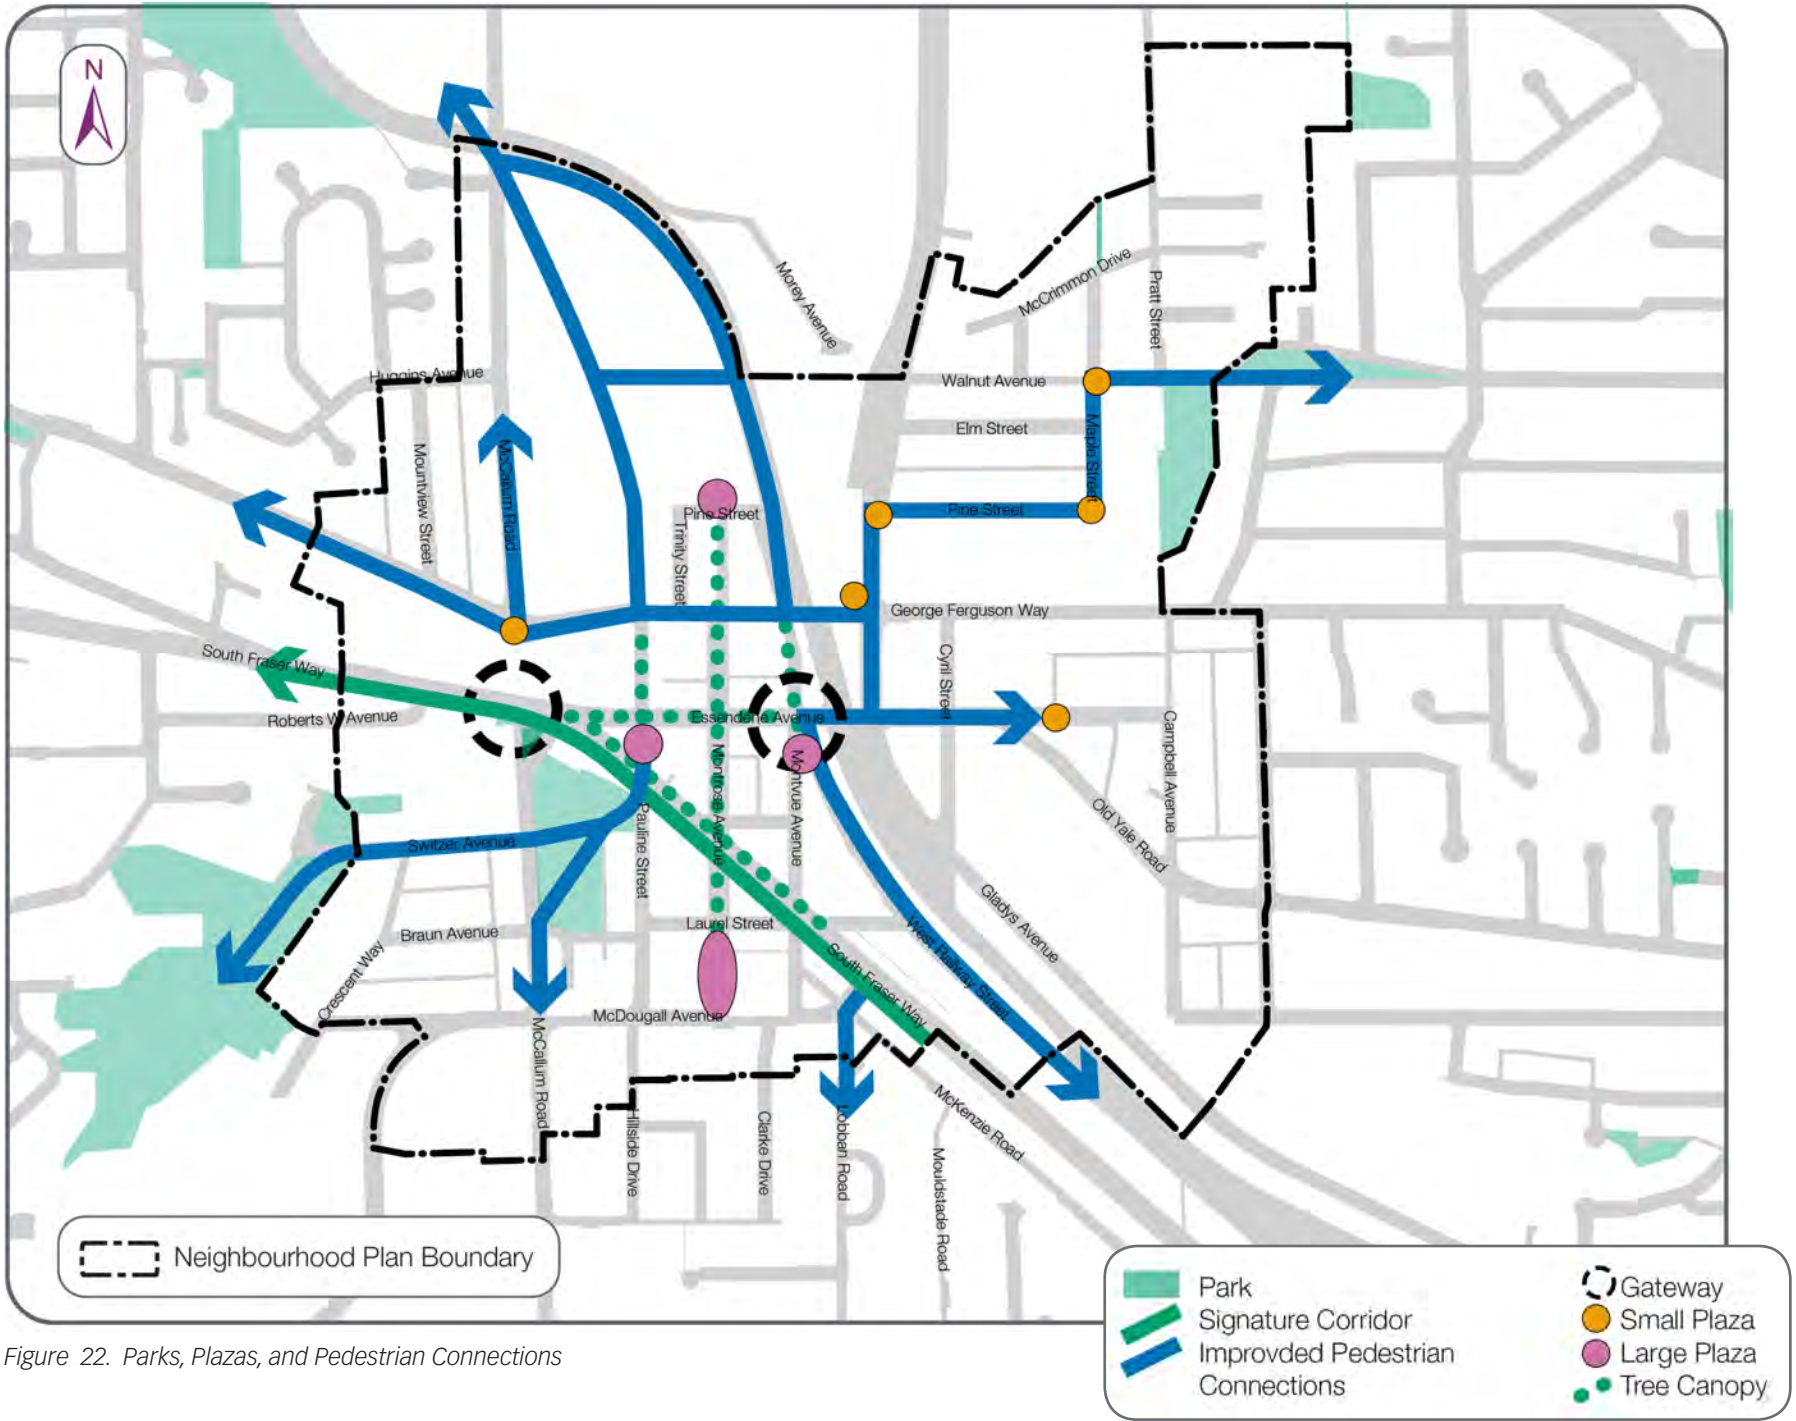 N
Morey Avenue
McCrimmon Drive
Pratt Street
Huggins Avenue
Walnut Avenue
Elm Street
Maple Street
Mountview Street
McCallum Road
Pine Street
Pine Street
Trinity Street
George Ferguson Way
South Fraser Way
Cyril Street
Roberts W Avenue
Essendene Avenue
Campbell Avenue
Montrose Avenue
Montvue Avenue
Pauline Street
Old Yale Road
Switzer Avenue
Gladys Avenue
Laurel Street
Braun Avenue
West Railway Street
Crescent Way
South Fraser Way
McDougall Avenue
McCallum Road
Hillside Drive
Clarke Drive
Lobban Road
McKenzie Road
Mouldstade Road
Neighbourhood Plan Boundary
Park
Signature Corridor
Improvded Pedestrian
Connections
Gateway
Small Plaza
Large Plaza
Tree Canopy
Figure 22. Parks, Plazas, and Pedestrian Connections